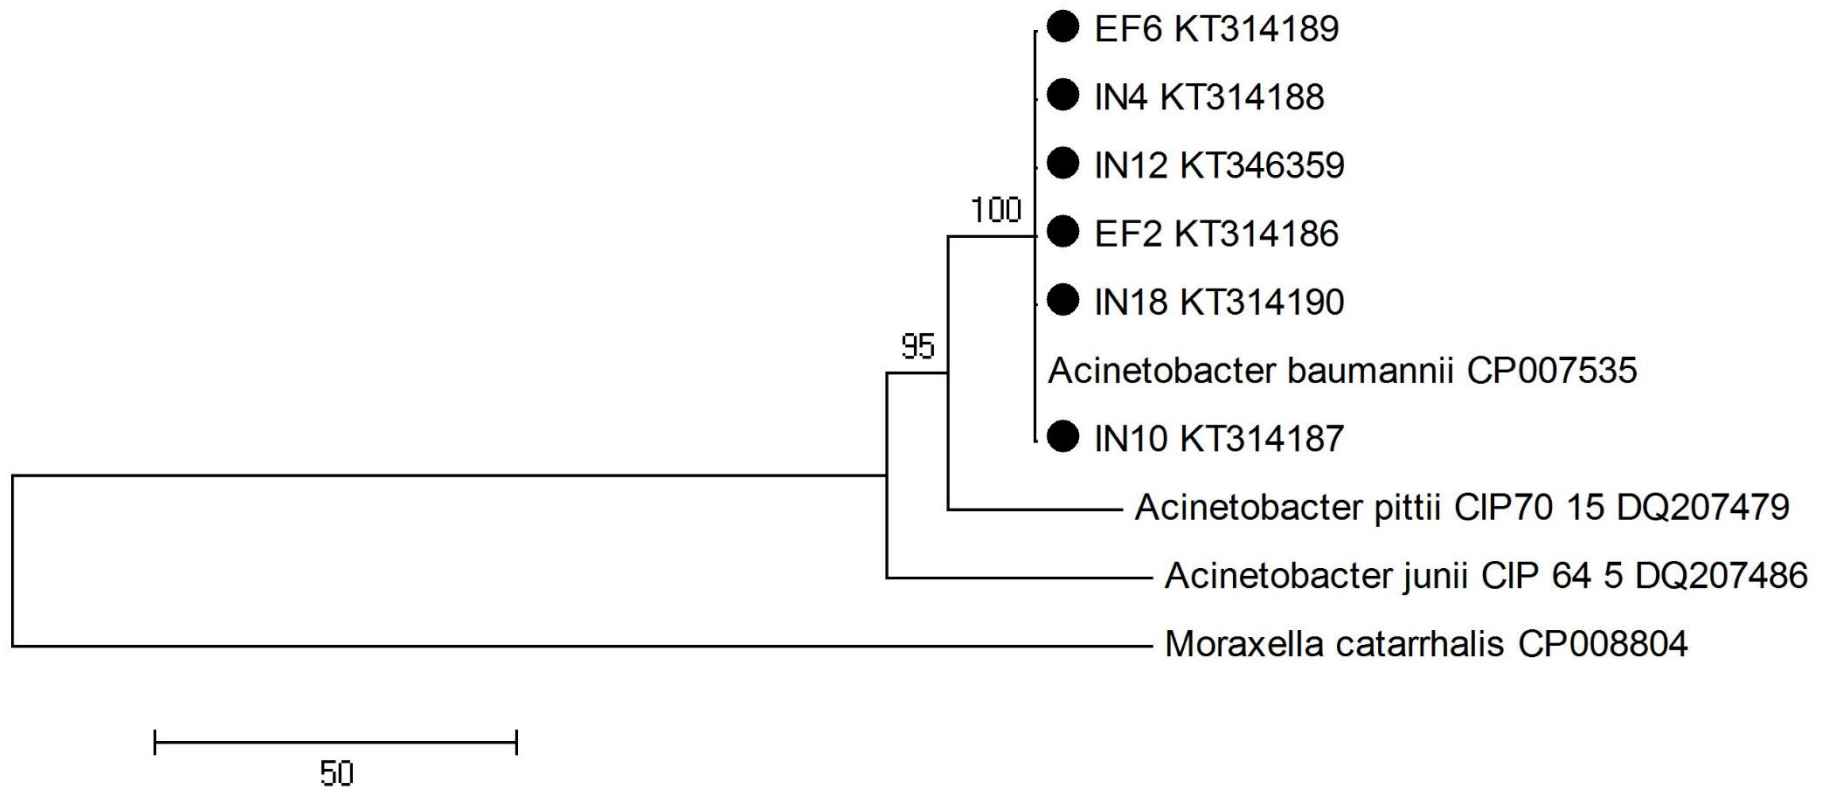 EF6 KT314189
IN4 KT314188
IN12 KT346359
100
EF2 KT314186
IN18 KT314190
95
Acinetobacter baumannii CP007535
IN10 KT314187
Acinetobacter pittii CIP70 15 DQ207479
Acinetobacter junii CIP 64 5 DQ207486
Moraxella catarrhalis CP008804
50